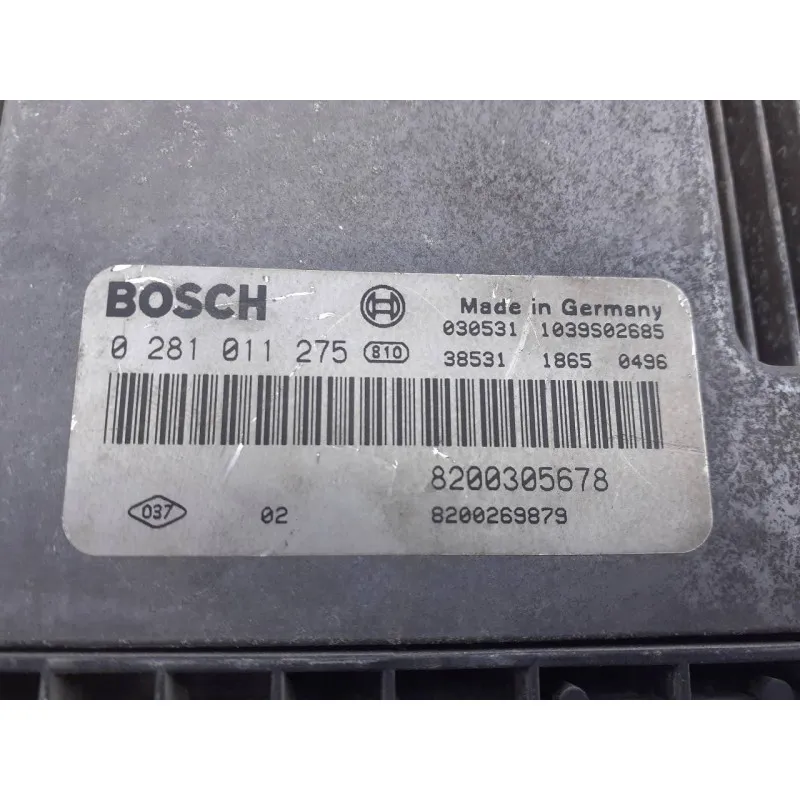 BOSCH
Made in Germany
030531 1039S02685
0 281 011 275 810
38531 1865 0496
8200305678
037 02 8200269879